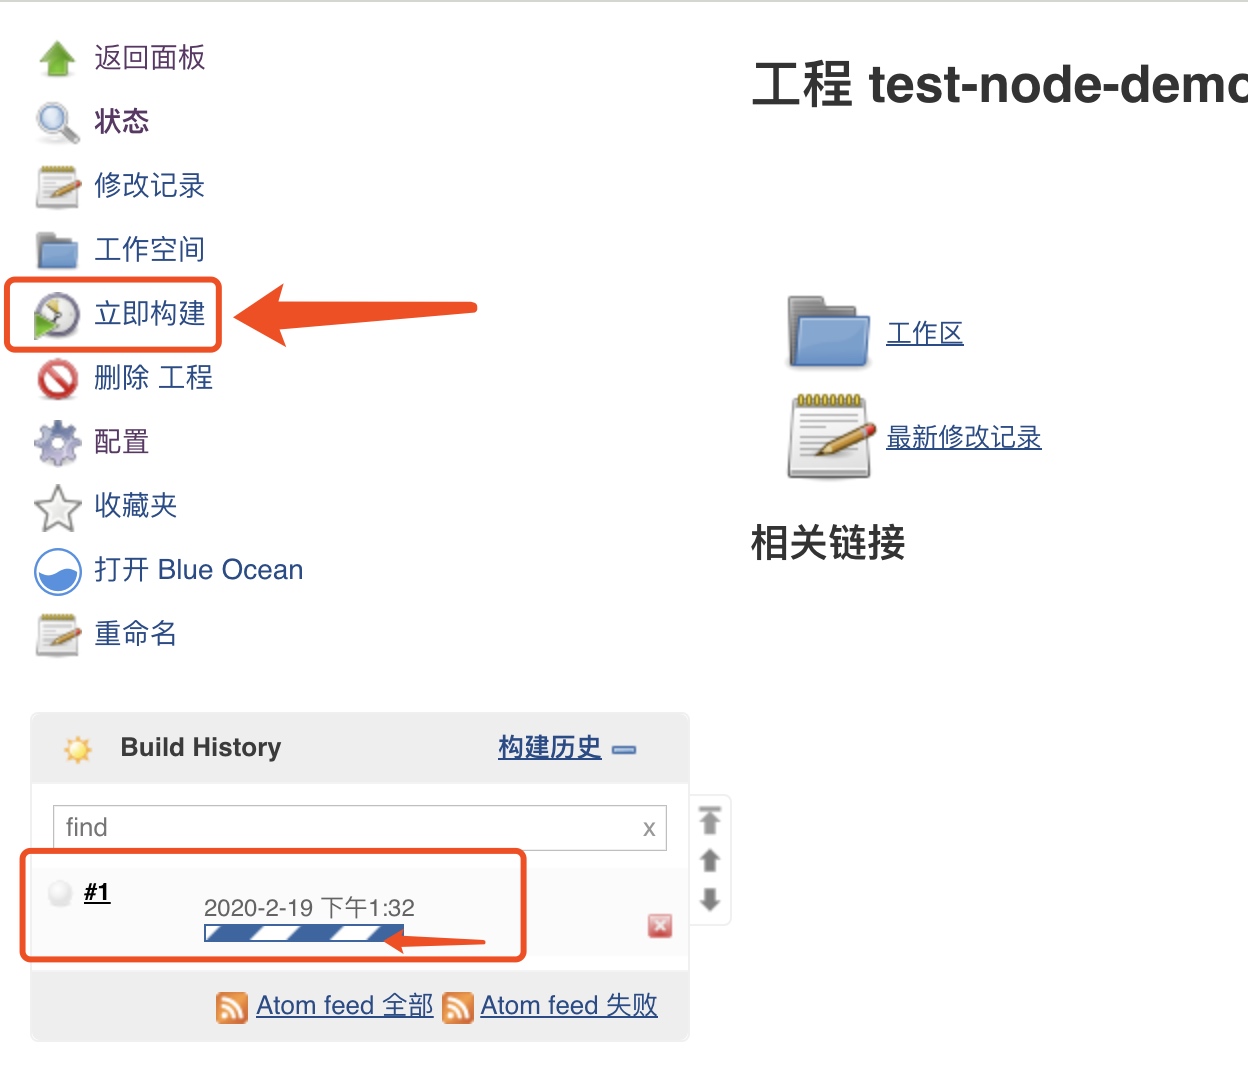 返回面板
状态
修改记录
工作空间
立即构建
删除 工程
配置
收藏夹
打开 Blue Ocean
重命名
工程 test-node-demo
工作区
最新修改记录
相关链接
Build History 构建历史
find x
#1
2020-2-19 下午1:32
Atom feed 全部 Atom feed 失败